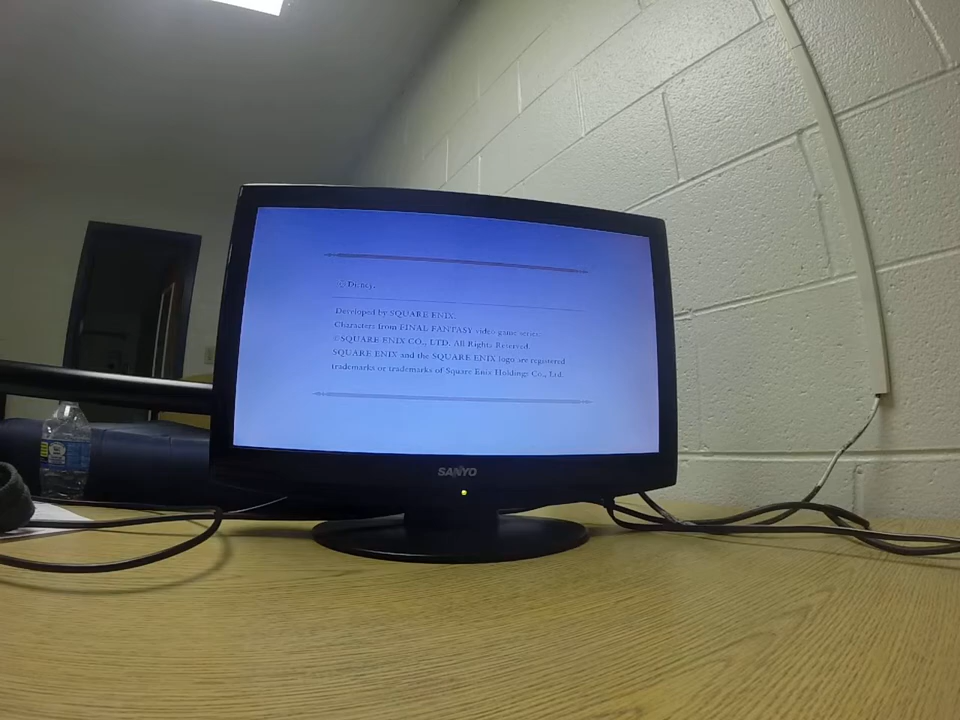 © Disney.
Developed by SQUARE ENIX.
Characters from FINAL FANTASY video game series:
© SQUARE ENIX CO., LTD. All Rights Reserved.
SQUARE ENIX and the SQUARE ENIX logo are registered
trademarks or trademarks of Square Enix Holdings Co., Ltd.
SANYO